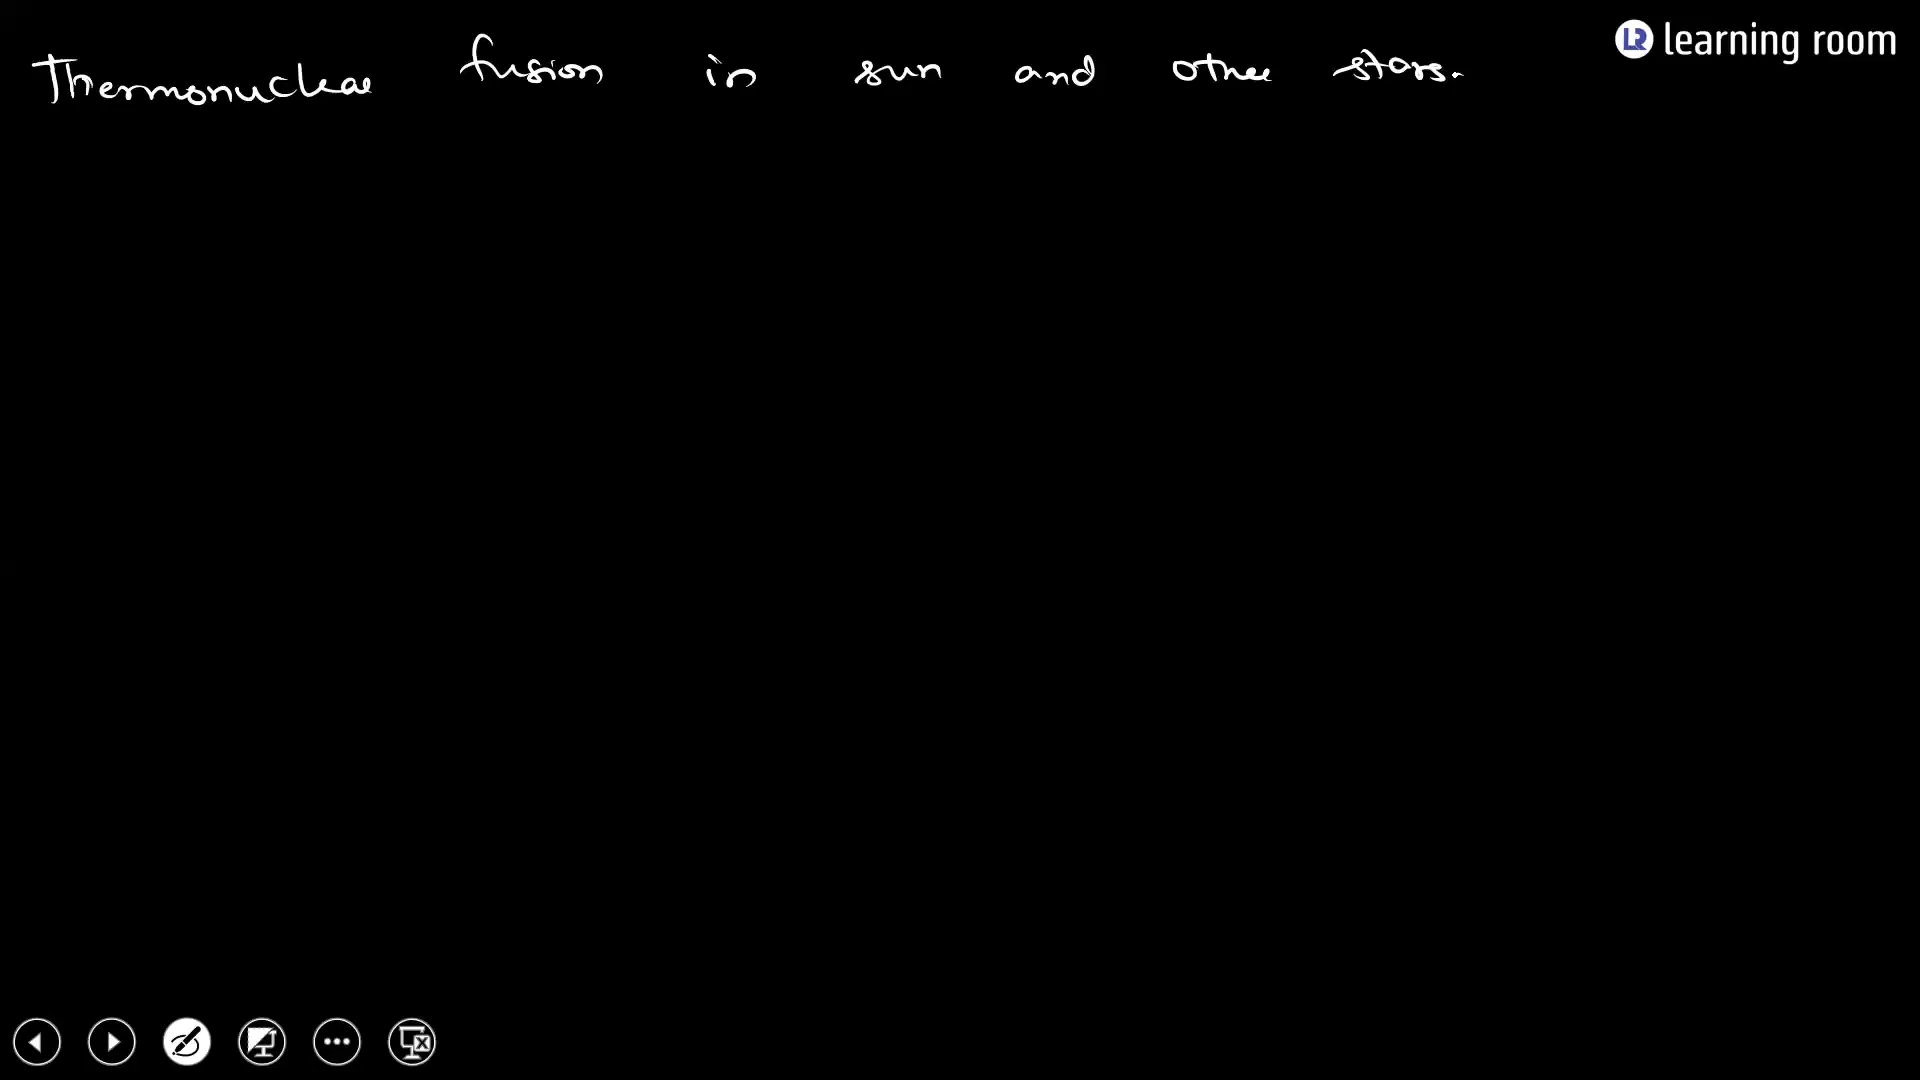 Thermonuclear fusion in sun and other stars.
learning room